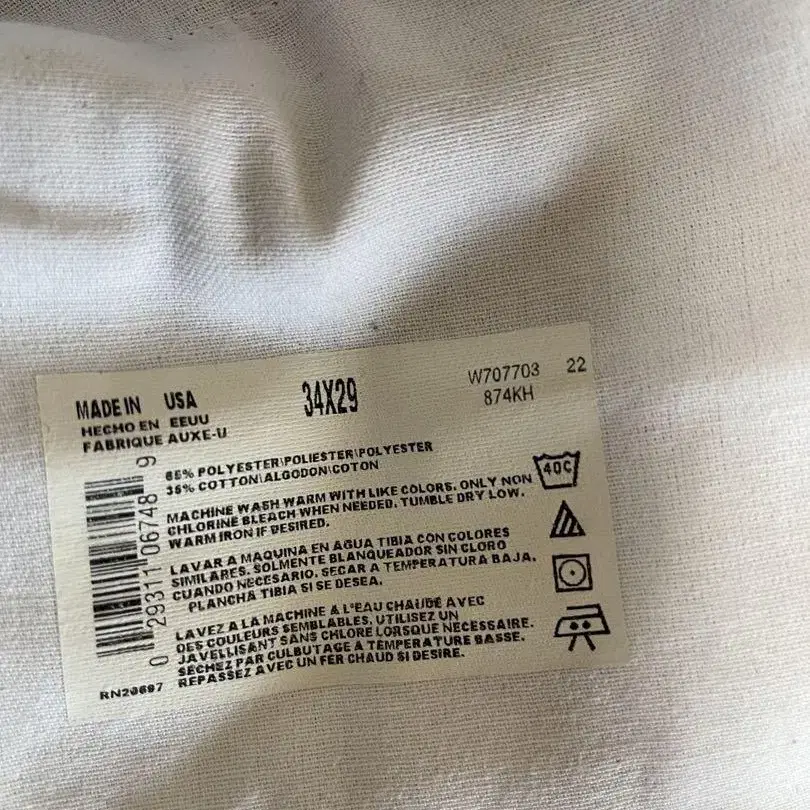 MADE IN USA
HECHO EN EEUU
FABRIQUE AUXE-U
34X29
W707703 22
874KH
65% POLYESTER\POLIESTER\POLYESTER
35% COTTON\ALGODON\COTON
MACHINE WASH WARM WITH LIKE COLORS. ONLY NON
CHLORINE BLEACH WHEN NEEDED. TUMBLE DRY LOW.
WARM IRON IF DESIRED.
LAVAR A MAQUINA EN AGUA TIBIA CON COLORES
SIMILARES. SOLMENTE BLANQUEADOR SIN CLORO
CUANDO NECESARIO. SECAR A TEMPERATURA BAJA.
PLANCHA TIBIA SI SE DESEA.
LAVEZ A LA MACHINE A L'EAU CHAUDE AVEC
DES COULEURS SEMBLABLES. UTILISEZ UN
JAVELLISANT SANS CHLORE LORSQUE NECESSAIRE.
SECHEZ PAR CULBUTAGE A TEMPERATURE BASSE.
REPASSEZ AVEC UN FER CHAUD SI DESIRE.
40C
0 29311 06748 9
RN20697